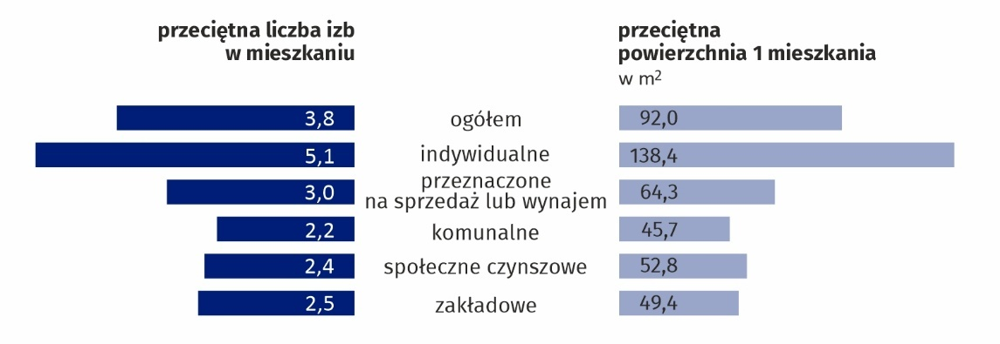 przeciętna liczba izb
w mieszkaniu
przeciętna
powierzchnia 1 mieszkania
w m²
3,8 ogółem 92,0
5,1 indywidualne 138,4
3,0 przeznaczone na sprzedaż lub wynajem 64,3
2,2 komunalne 45,7
2,4 społeczne czynszowe 52,8
2,5 zakładowe 49,4